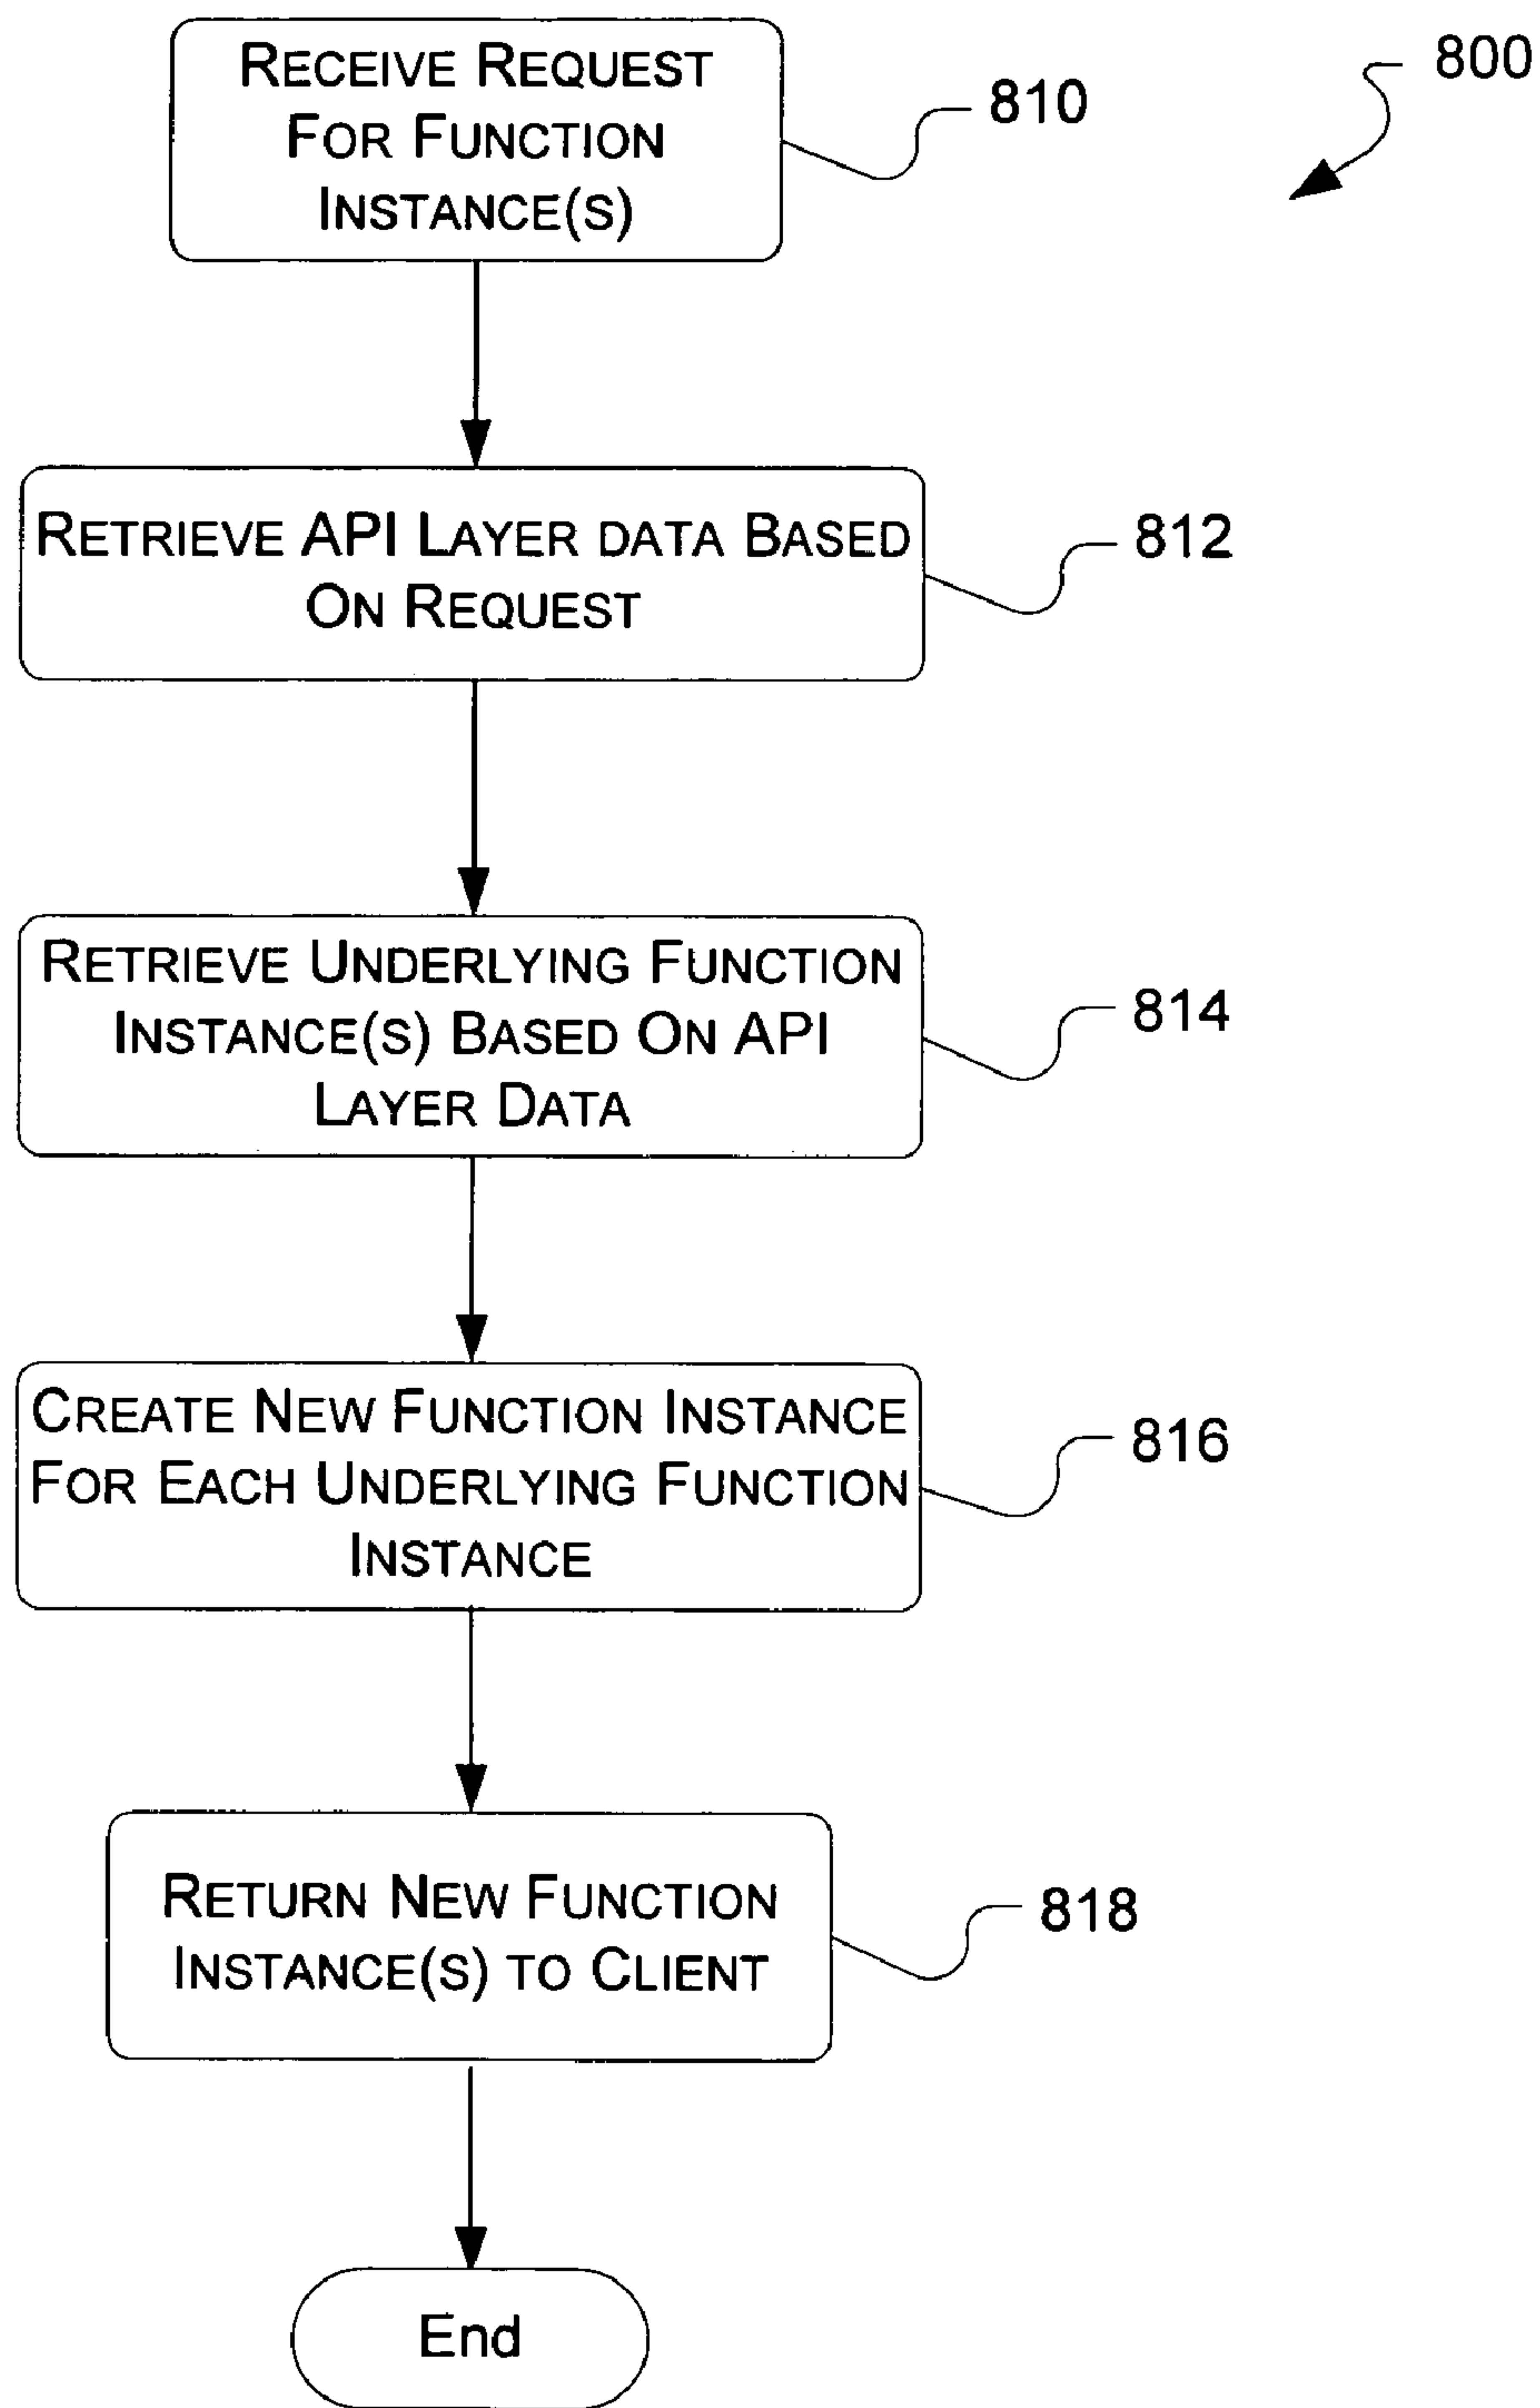 RECEIVE REQUEST
FOR FUNCTION
INSTANCE(S)
810
800
RETRIEVE API LAYER DATA BASED
ON REQUEST
812
RETRIEVE UNDERLYING FUNCTION
INSTANCE(S) BASED ON API
LAYER DATA
814
CREATE NEW FUNCTION INSTANCE
FOR EACH UNDERLYING FUNCTION
INSTANCE
816
RETURN NEW FUNCTION
INSTANCE(S) TO CLIENT
818
End